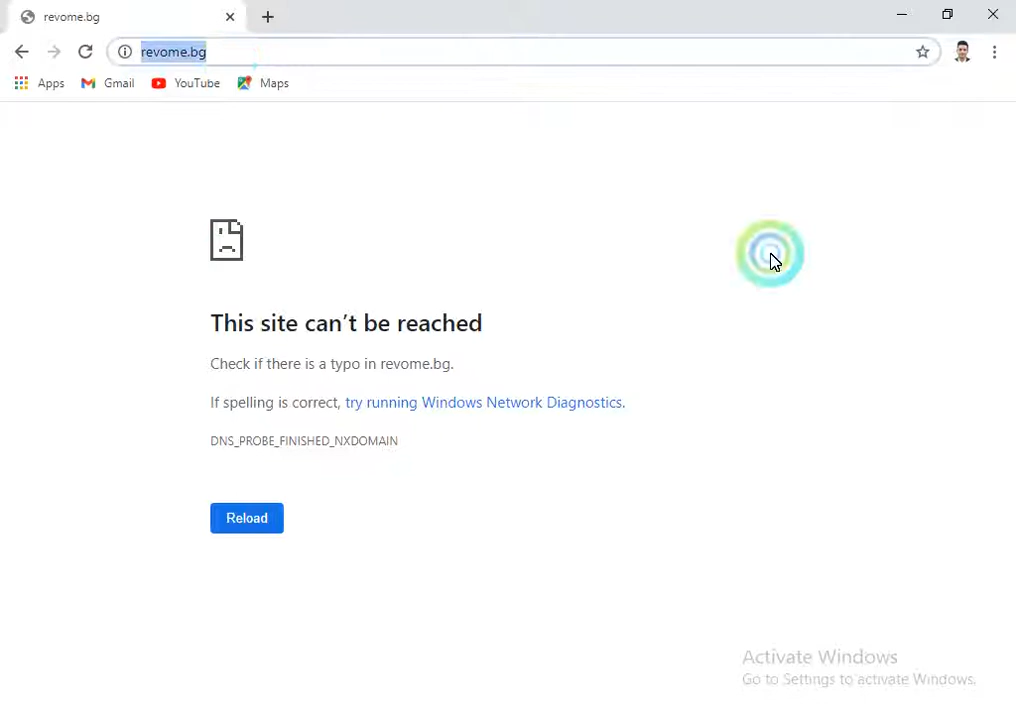 revome.bg
revome.bg
Apps Gmail YouTube Maps
This site can't be reached
Check if there is a typo in revome.bg.
If spelling is correct, try running Windows Network Diagnostics.
DNS_PROBE_FINISHED_NXDOMAIN
Reload
Activate Windows
Go to Settings to activate Windows.